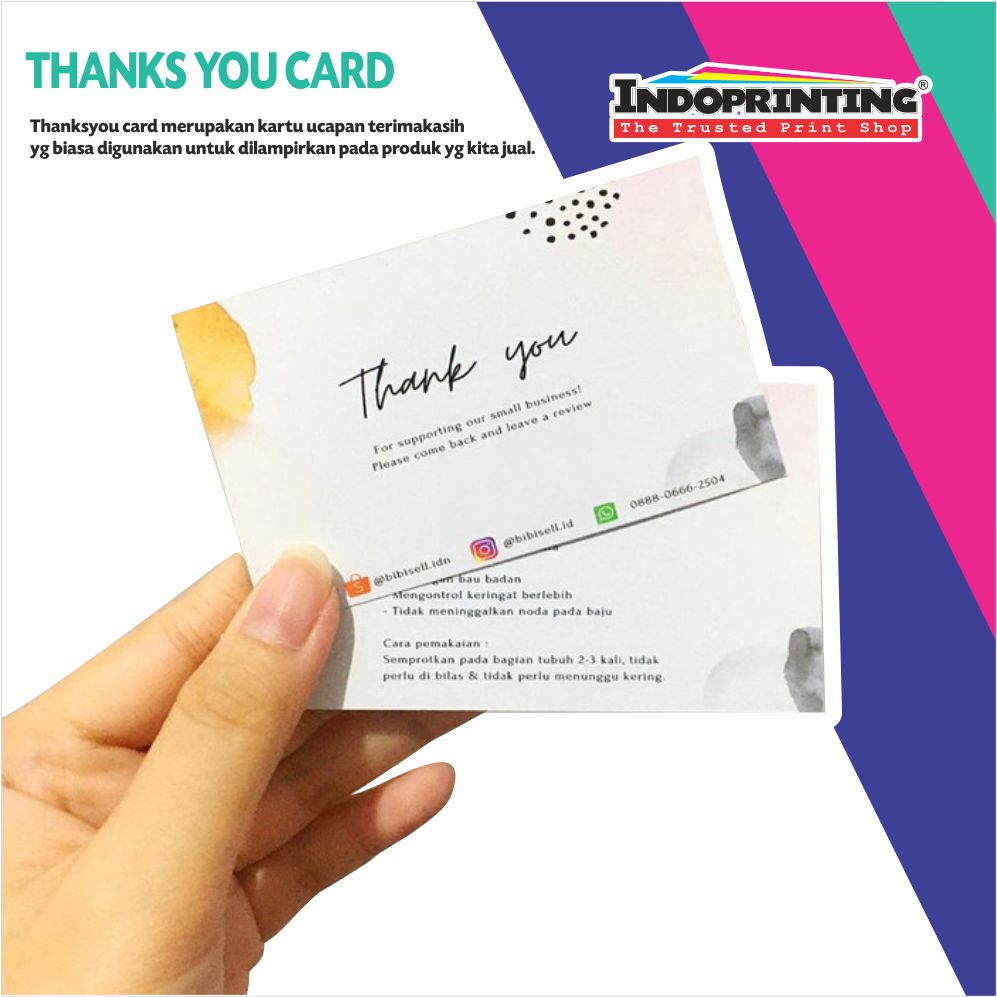 THANKS YOU CARD
Thanksyou card merupakan kartu ucapan terimakasih
yg biasa digunakan untuk dilampirkan pada produk yg kita jual.
INDOPRINTING®
The Trusted Print Shop
Thank you
For supporting our small business!
Please come back and leave a review
@bibisell.idn
@bibisell.id
0888-0666-2504
bau badan
- Mengontrol keringat berlebih
- Tidak meninggalkan noda pada baju
Cara pemakaian :
Semprotkan pada bagian tubuh 2-3 kali, tidak
perlu di bilas & tidak perlu menunggu kering.